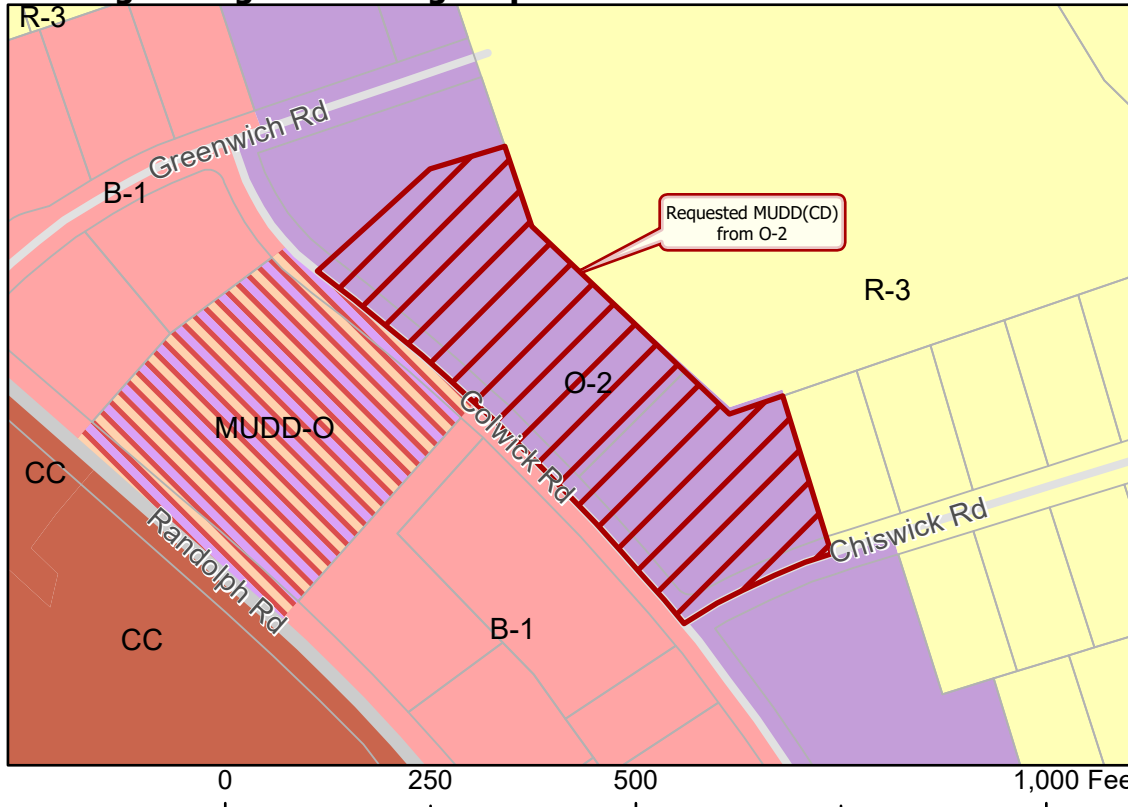 R-3
Greenwich Rd
B-1
Requested MUDD(CD)
from O-2
R-3
O-2
Colwick Rd
MUDD-O
CC
Chiswick Rd
Randolph Rd
B-1
CC
0 250 500 1,000 Fee